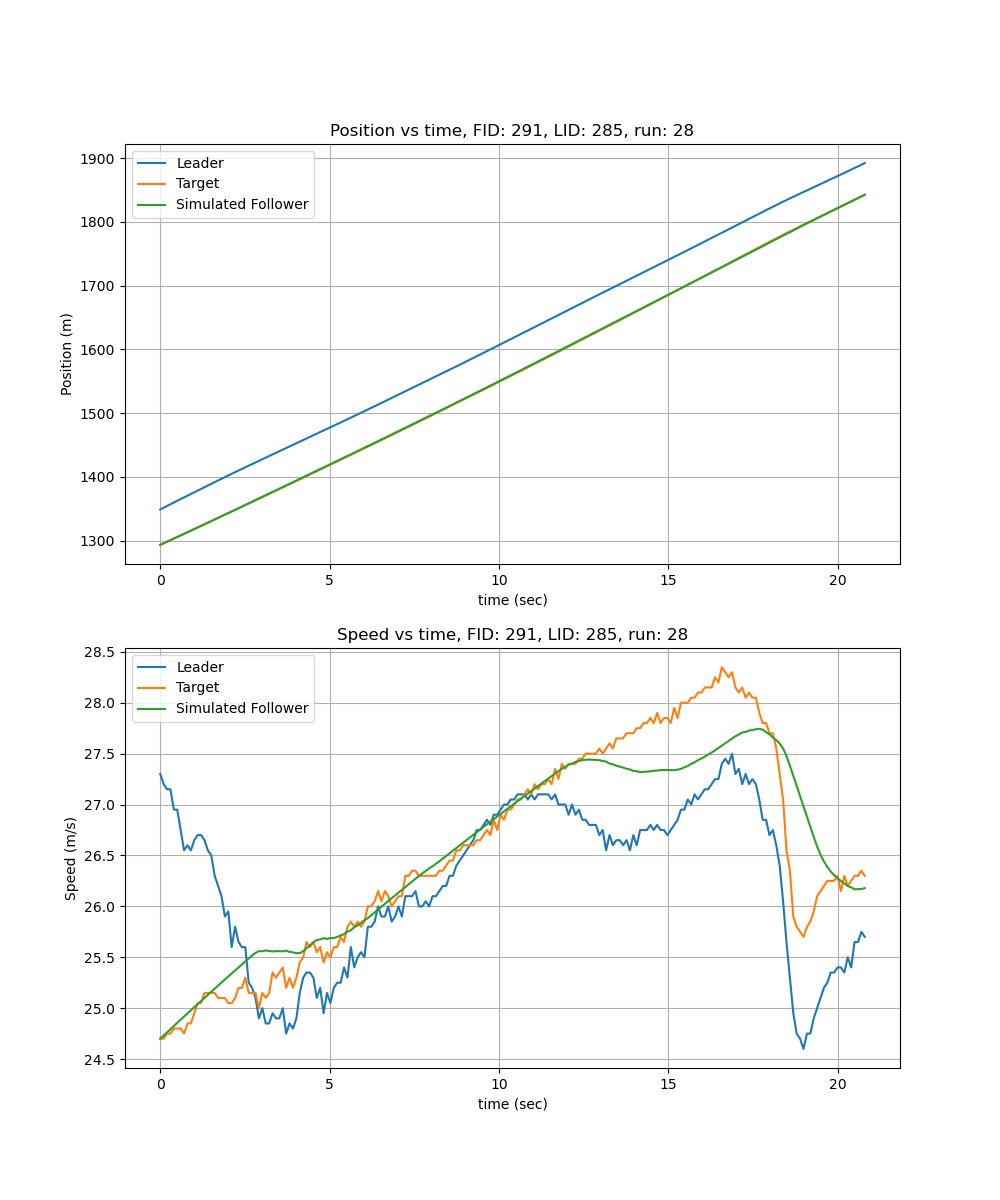 Position vs time, FID: 291, LID: 285, run: 28
Leader
Target
Simulated Follower
1900
1800
1700
1600
1500
1400
1300
Position (m)
0 5 10 15 20
time (sec)
Speed vs time, FID: 291, LID: 285, run: 28
Leader
Target
Simulated Follower
28.5
28.0
27.5
27.0
26.5
26.0
25.5
25.0
24.5
Speed (m/s)
0 5 10 15 20
time (sec)